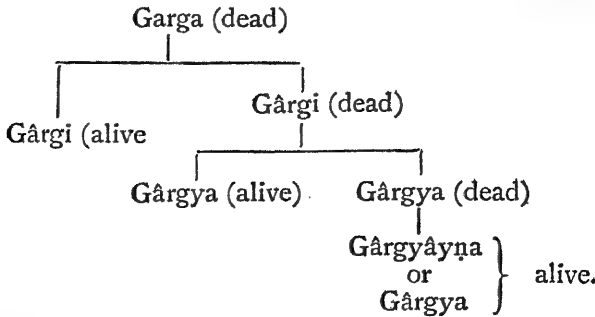 Garga (dead)
Gârgi (dead)
Gârgi (alive
Gârgya (alive) Gârgya (dead)
Gârgyâyṇa
or alive.
Gârgya